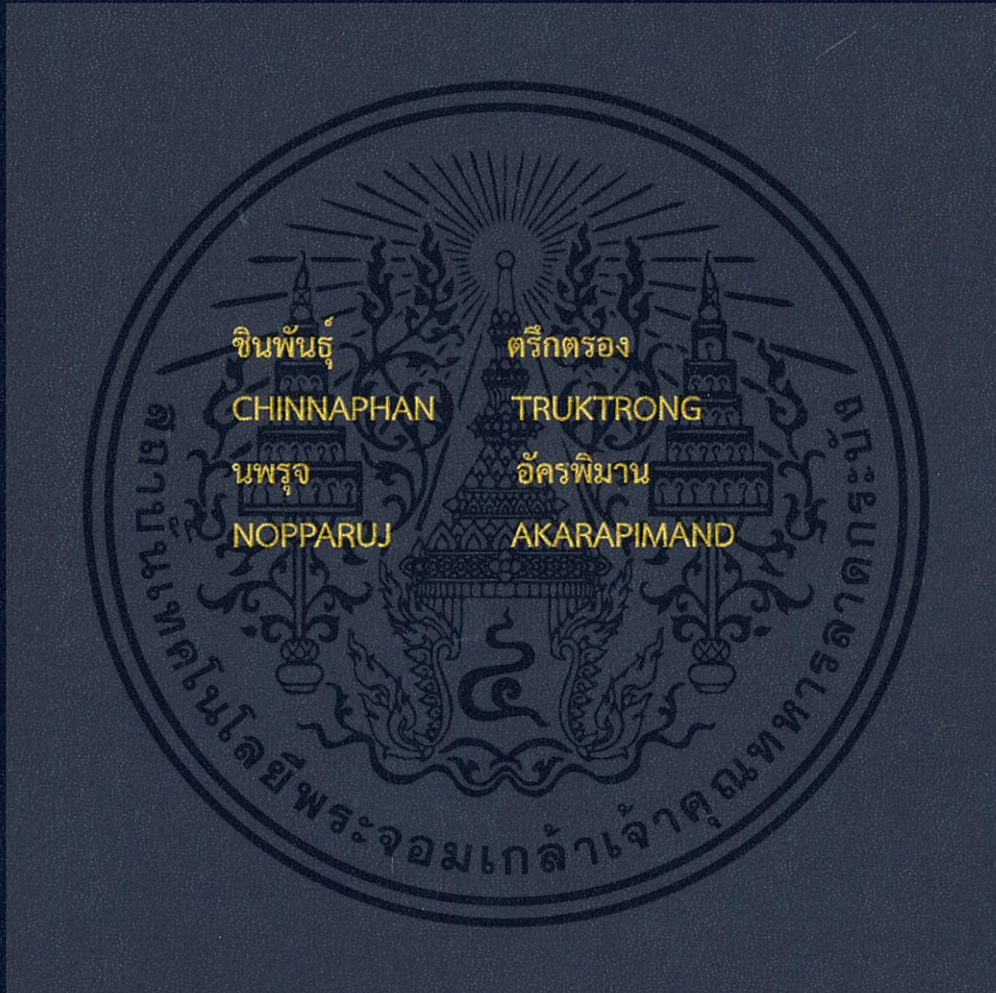 ชินพันธุ์ ตรึกตรอง
CHINNAPHAN TRUKTRONG
นพรุจ อัครพิมาน
NOPPARUJ AKARAPIMAND
สถาบันเทคโนโลยีพระจอมเกล้าเจ้าคุณทหารลาดกระบัง
๔